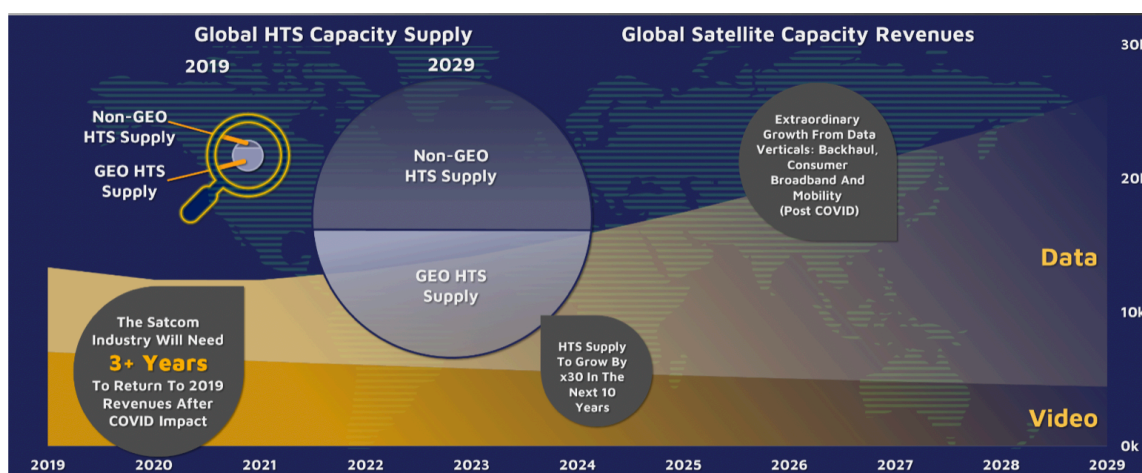 Global HTS Capacity Supply
Global Satellite Capacity Revenues
2019
2029
Non-GEO
HTS Supply
GEO HTS
Supply
Non-GEO
HTS Supply
GEO HTS
Supply
Extraordinary
Growth From Data
Verticals: Backhaul,
Consumer
Broadband And
Mobility
(Post COVID)
30k
20k
10k
0k
Data
Video
The Satcom
Industry Will Need
3+ Years
To Return To 2019
Revenues After
COVID Impact
HTS Supply
To Grow By
x30 In The
Next 10
Years
2019 2020 2021 2022 2023 2024 2025 2026 2027 2028 2029